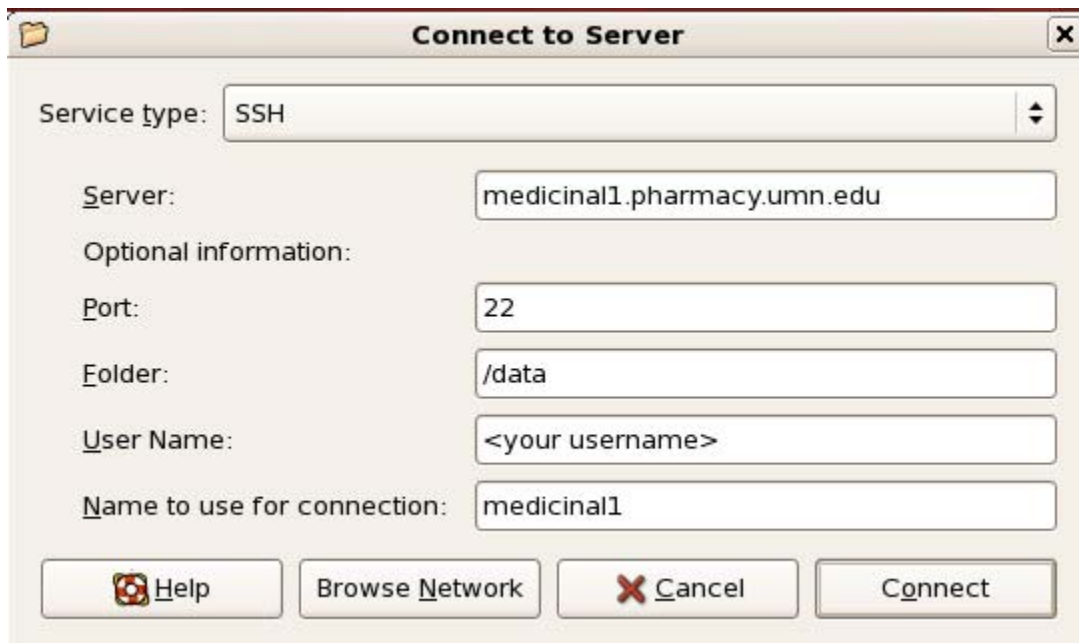 Connect to Server
Service type: SSH
Server: medicinal1.pharmacy.umn.edu
Optional information:
Port: 22
Folder: /data
User Name: <your username>
Name to use for connection: medicinal1
Help Browse Network Cancel Connect